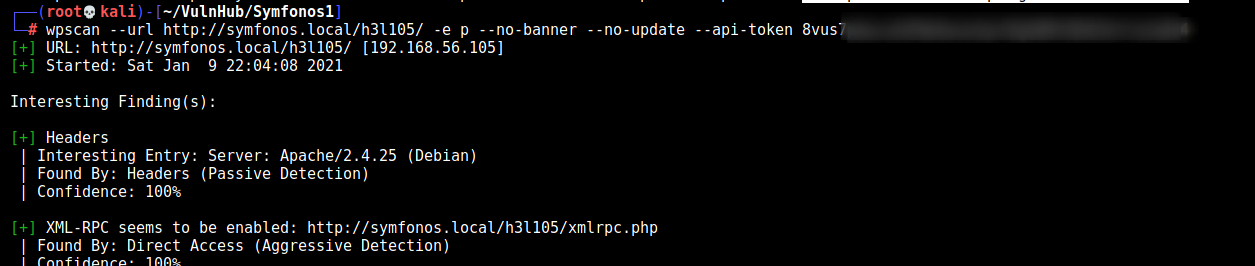 ┌──(root💀kali)-[~/VulnHub/Symfonos1]
└─# wpscan --url http://symfonos.local/h3l105/ -e p --no-banner --no-update --api-token 8vus7
[+] URL: http://symfonos.local/h3l105/ [192.168.56.105]
[+] Started: Sat Jan  9 22:04:08 2021
Interesting Finding(s):
[+] Headers
| Interesting Entry: Server: Apache/2.4.25 (Debian)
| Found By: Headers (Passive Detection)
| Confidence: 100%
[+] XML-RPC seems to be enabled: http://symfonos.local/h3l105/xmlrpc.php
| Found By: Direct Access (Aggressive Detection)
| Confidence: 100%